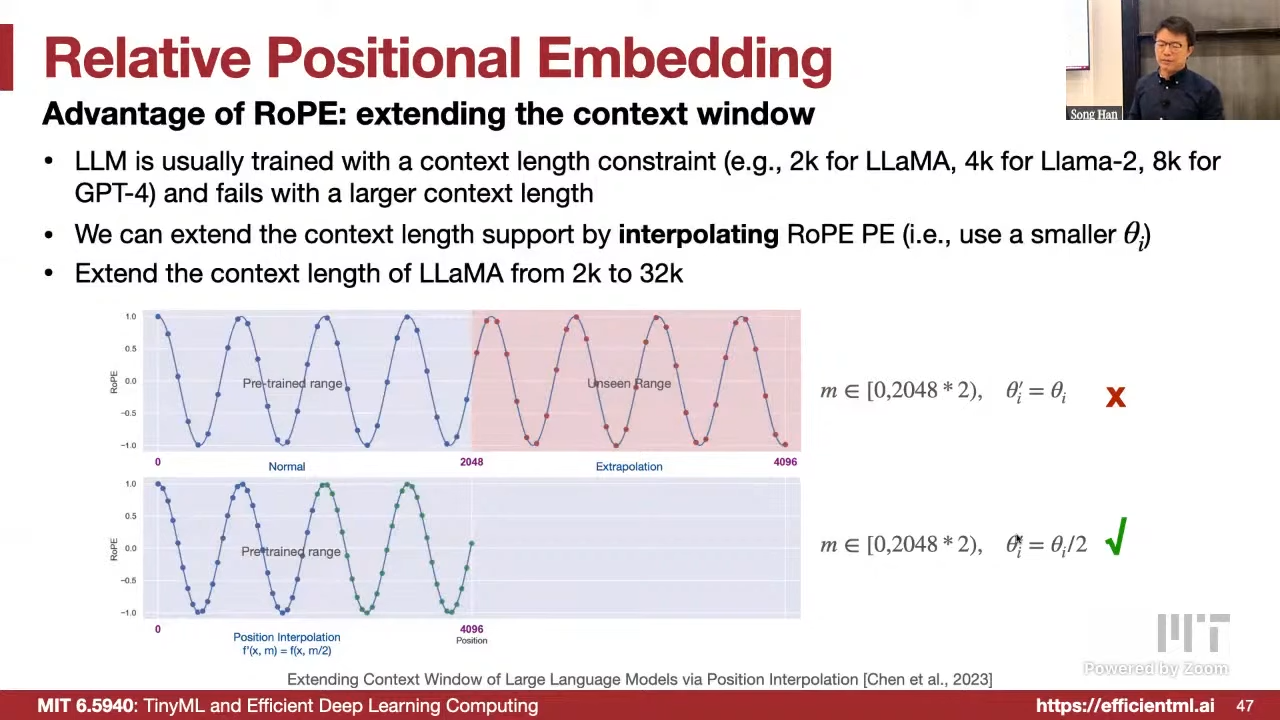 Relative Positional Embedding
Advantage of RoPE: extending the context window
Song Han
• LLM is usually trained with a context length constraint (e.g., 2k for LLaMA, 4k for Llama-2, 8k for
GPT-4) and fails with a larger context length
• We can extend the context length support by interpolating RoPE PE (i.e., use a smaller θᵢ)
• Extend the context length of LLaMA from 2k to 32k
1.0
0.5
0.0
−0.5
−1.0
RoPE
Pre-trained range
Unseen Range
0
2048
4096
Normal
Extrapolation
m ∈ [0,2048 * 2), θ′ᵢ = θᵢ
x
1.0
0.5
0.0
−0.5
−1.0
RoPE
Pre-trained range
0
4096
Position
Position Interpolation
f'(x, m) = f(x, m/2)
m ∈ [0,2048 * 2), θ′ᵢ = θᵢ/2
√
MIT
Powered by Zoom
Extending Context Window of Large Language Models via Position Interpolation [Chen et al., 2023]
MIT 6.5940: TinyML and Efficient Deep Learning Computing
https://efficientml.ai
47